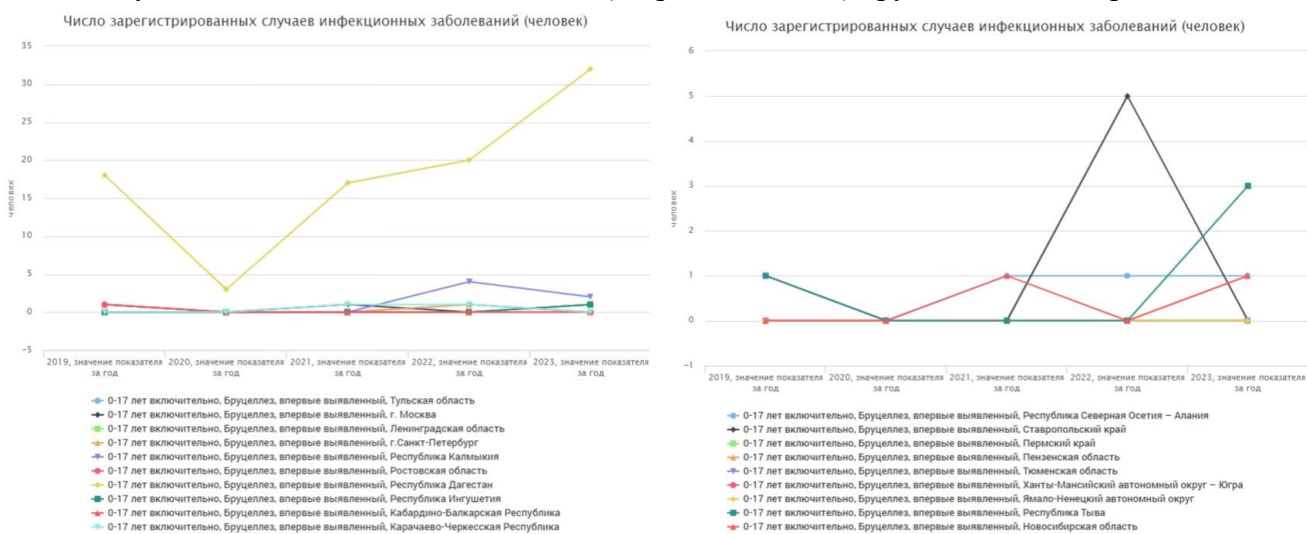 Число зарегистрированных случаев инфекционных заболеваний (человек)
35
30
25
20
15
10
5
0
-5
человек
2019, значение показателя за год
2020, значение показателя за год
2021, значение показателя за год
2022, значение показателя за год
2023, значение показателя за год
0-17 лет включительно, Бруцеллез, впервые выявленный, Тульская область
0-17 лет включительно, Бруцеллез, впервые выявленный, г. Москва
0-17 лет включительно, Бруцеллез, впервые выявленный, Ленинградская область
0-17 лет включительно, Бруцеллез, впервые выявленный, г.Санкт-Петербург
0-17 лет включительно, Бруцеллез, впервые выявленный, Республика Калмыкия
0-17 лет включительно, Бруцеллез, впервые выявленный, Ростовская область
0-17 лет включительно, Бруцеллез, впервые выявленный, Республика Дагестан
0-17 лет включительно, Бруцеллез, впервые выявленный, Республика Ингушетия
0-17 лет включительно, Бруцеллез, впервые выявленный, Кабардино-Балкарская Республика
0-17 лет включительно, Бруцеллез, впервые выявленный, Карачаево-Черкесская Республика
Число зарегистрированных случаев инфекционных заболеваний (человек)
6
5
4
3
2
1
0
-1
человек
2019, значение показателя за год
2020, значение показателя за год
2021, значение показателя за год
2022, значение показателя за год
2023, значение показателя за год
0-17 лет включительно, Бруцеллез, впервые выявленный, Республика Северная Осетия – Алания
0-17 лет включительно, Бруцеллез, впервые выявленный, Ставропольский край
0-17 лет включительно, Бруцеллез, впервые выявленный, Пермский край
0-17 лет включительно, Бруцеллез, впервые выявленный, Пензенская область
0-17 лет включительно, Бруцеллез, впервые выявленный, Тюменская область
0-17 лет включительно, Бруцеллез, впервые выявленный, Ханты-Мансийский автономный округ – Югра
0-17 лет включительно, Бруцеллез, впервые выявленный, Ямало-Ненецкий автономный округ
0-17 лет включительно, Бруцеллез, впервые выявленный, Республика Тыва
0-17 лет включительно, Бруцеллез, впервые выявленный, Новосибирская область